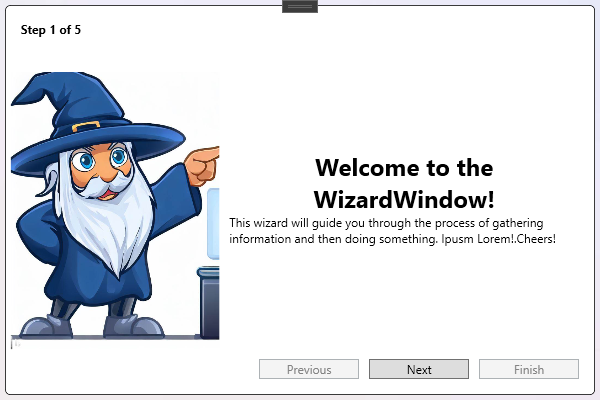 Step 1 of 5
Welcome to the
WizardWindow!
This wizard will guide you through the process of gathering
information and then doing something. Ipusm Lorem!.Cheers!
Previous
Next
Finish